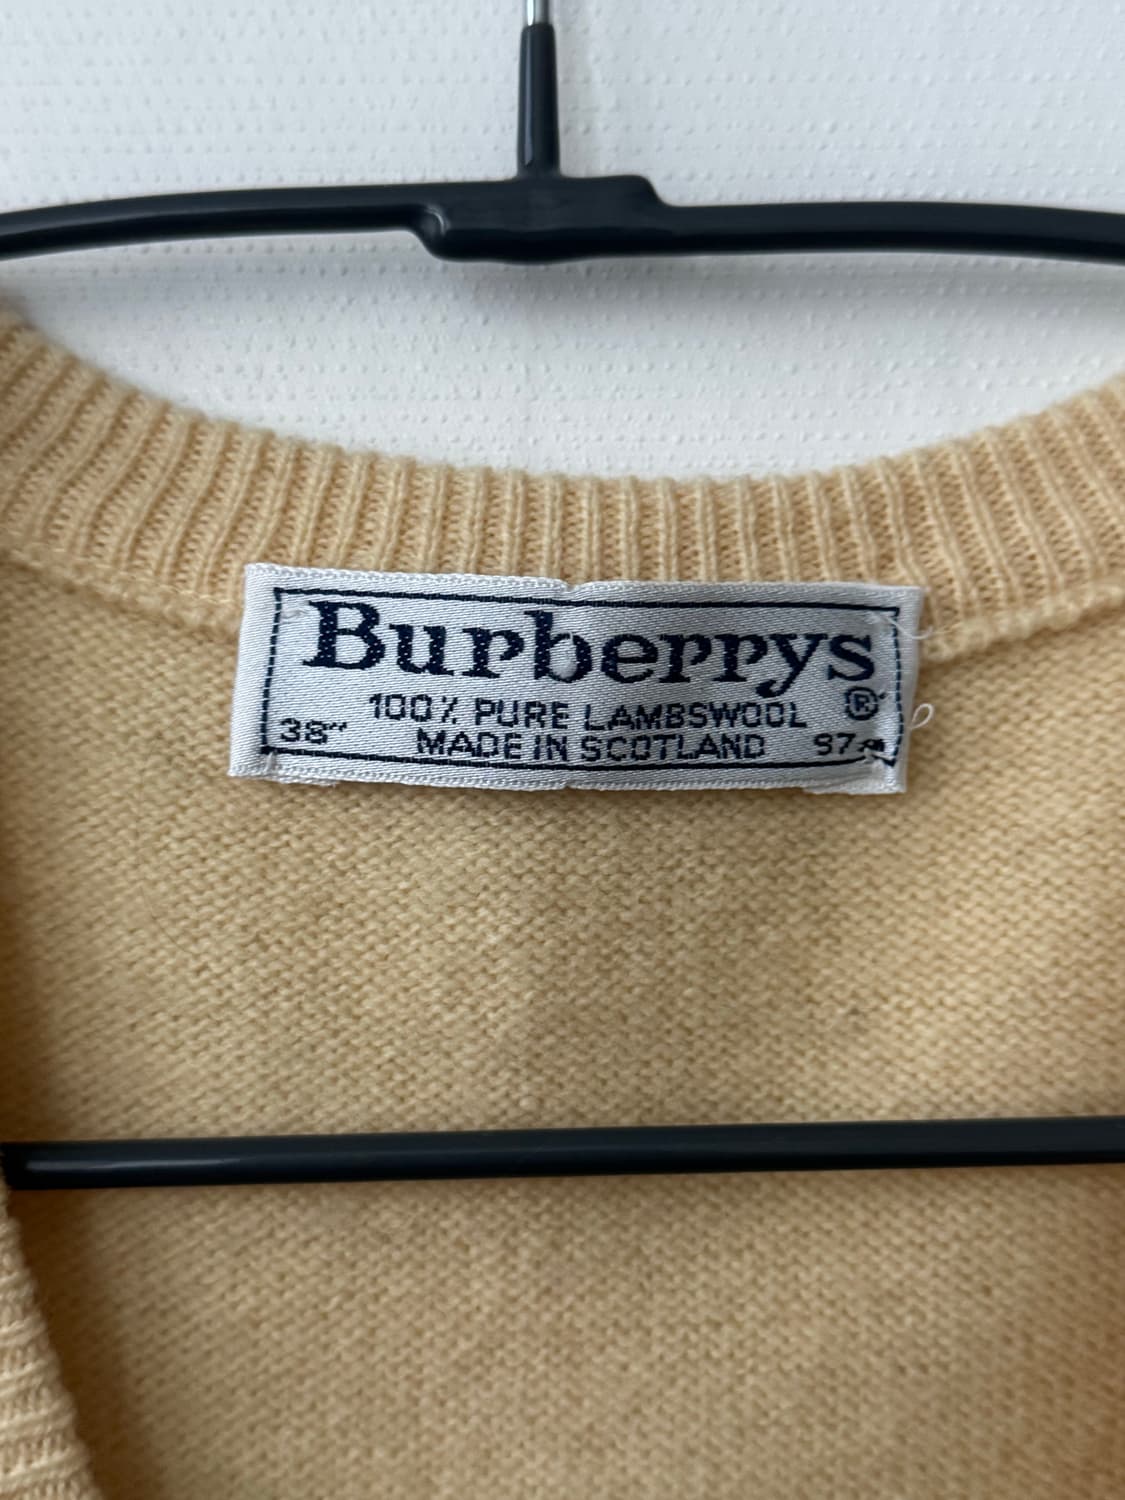 Burberrys
100% PURE LAMBSWOOL ®
38" MADE IN SCOTLAND 97